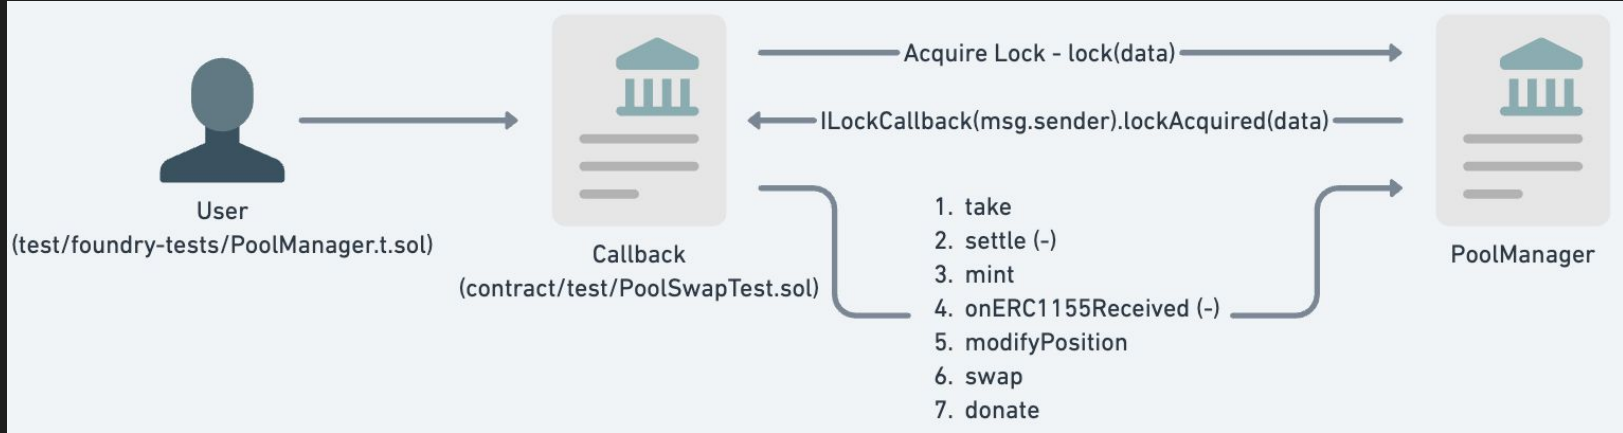 User
(test/foundry-tests/PoolManager.t.sol)
Callback
(contract/test/PoolSwapTest.sol)
Acquire Lock - lock(data)
ILockCallback(msg.sender).lockAcquired(data)
1. take
2. settle (-)
3. mint
4. onERC1155Received (-)
5. modifyPosition
6. swap
7. donate
PoolManager